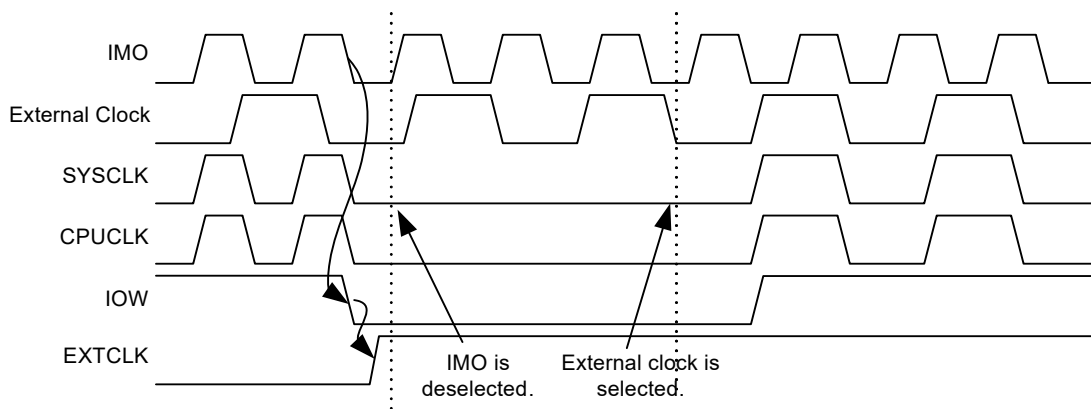 IMO
External Clock
SYSCLK
CPUCLK
IOW
EXTCLK
IMO is
deselected.
External clock is
selected.